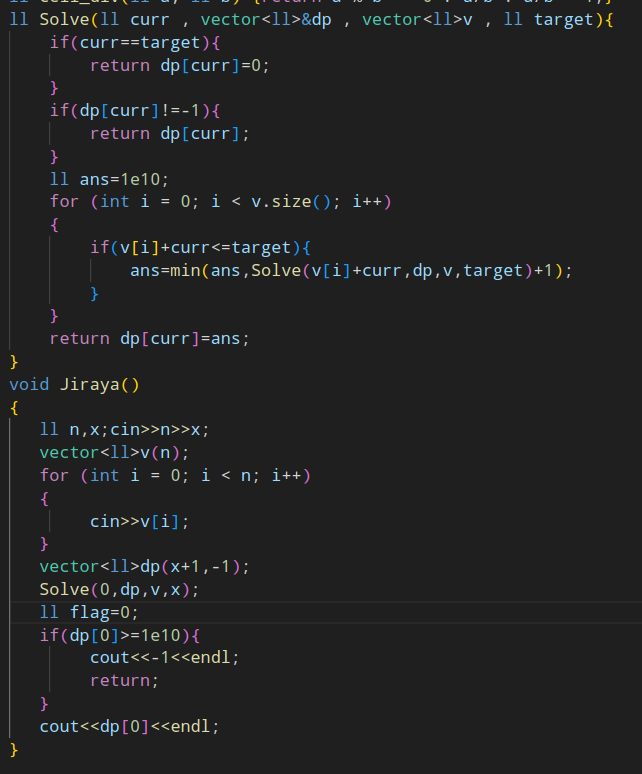 ll Solve(ll curr , vector<ll>&dp , vector<ll>v , ll target){
    if(curr==target){
        return dp[curr]=0;
    }
    if(dp[curr]!=-1){
        return dp[curr];
    }
    ll ans=1e10;
    for (int i = 0; i < v.size(); i++)
    {
        if(v[i]+curr<=target){
            ans=min(ans,Solve(v[i]+curr,dp,v,target)+1);
        }
    }
    return dp[curr]=ans;
}
void Jiraya()
{
   ll n,x;cin>>n>>x;
   vector<ll>v(n);
   for (int i = 0; i < n; i++)
   {
        cin>>v[i];
   }
   vector<ll>dp(x+1,-1);
   Solve(0,dp,v,x);
   ll flag=0;
   if(dp[0]>=1e10){
        cout<<-1<<endl;
        return;
   }
   cout<<dp[0]<<endl;
}